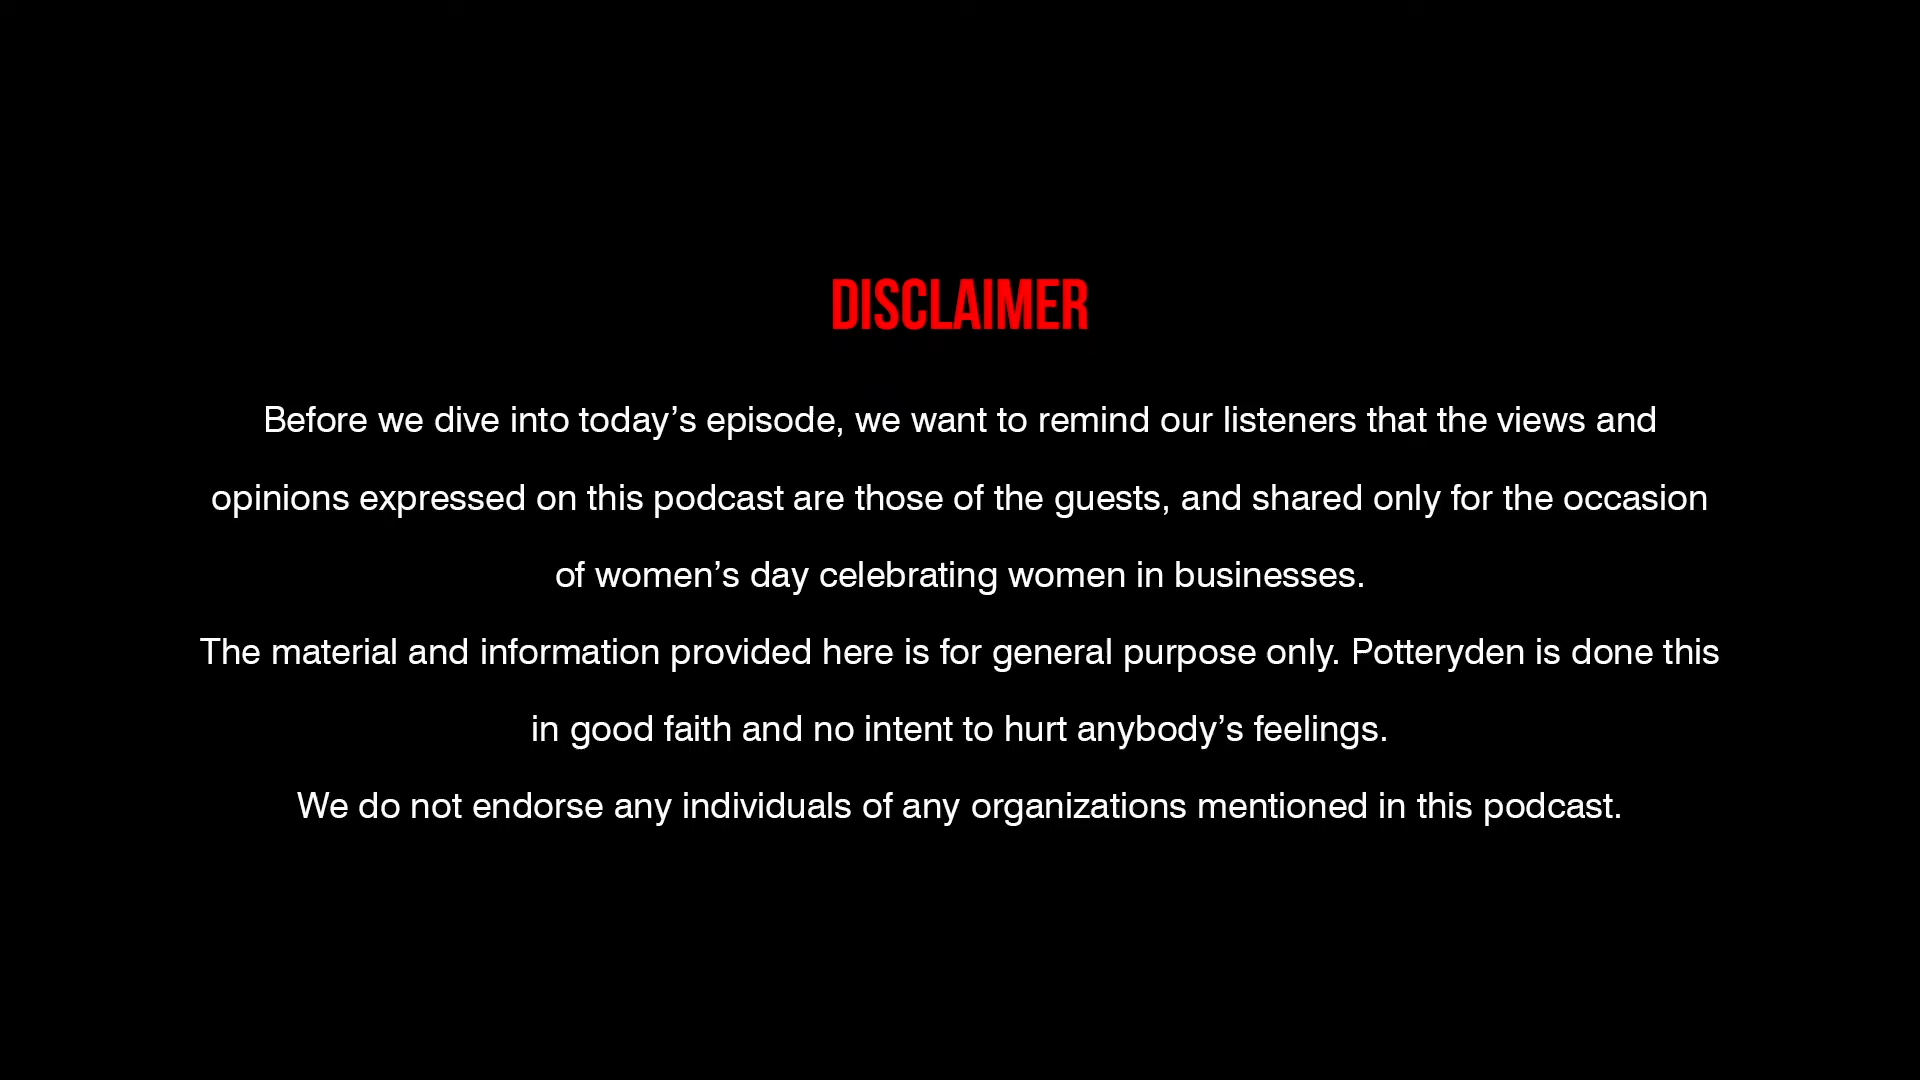 DISCLAIMER
Before we dive into today’s episode, we want to remind our listeners that the views and
opinions expressed on this podcast are those of the guests, and shared only for the occasion
of women’s day celebrating women in businesses.
The material and information provided here is for general purpose only. Potteryden is done this
in good faith and no intent to hurt anybody’s feelings.
We do not endorse any individuals of any organizations mentioned in this podcast.